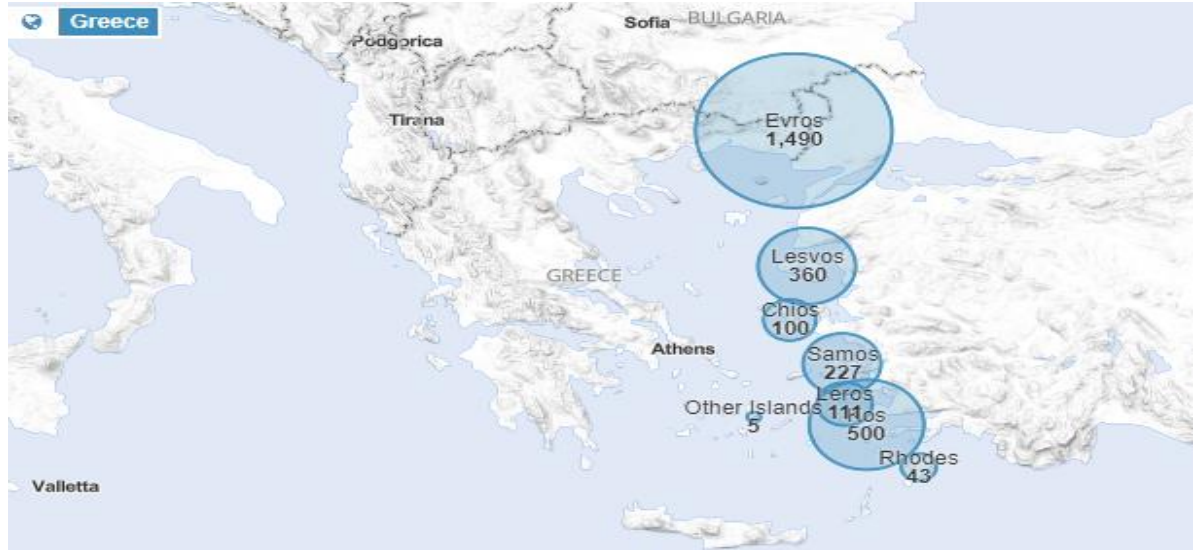 Greece
Sofia
BULGARIA
Podgorica
Tirana
Evros
1,490
Lesvos
360
GREECE
Chios
100
Athens
Samos
227
Leros
111
Other Islands
5
Kos
500
Rhodes
43
Valletta